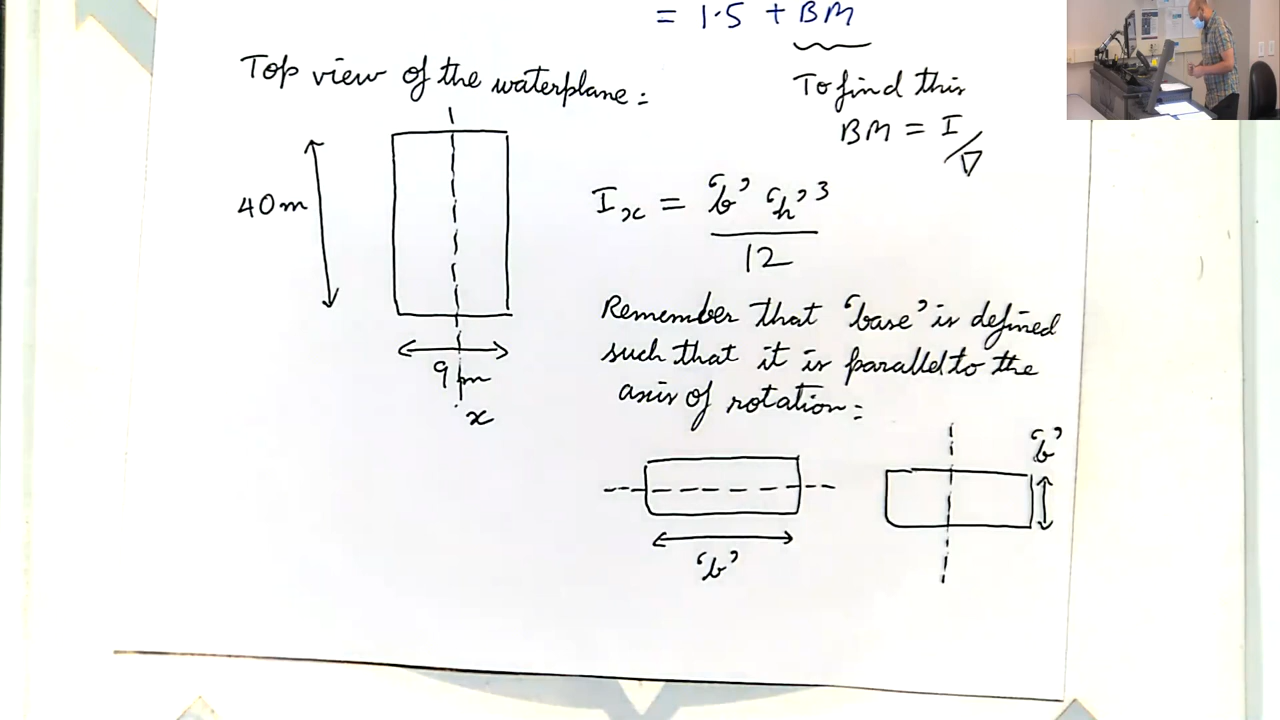 = 1.5 + BM
Top view of the waterplane:
To find this
BM = I/∇
40m
Ix = 'b' 'h'³
12
9m
x
Remember that 'base' is defined
such that it is parallel to the
axis of rotation:
'b'
'b'